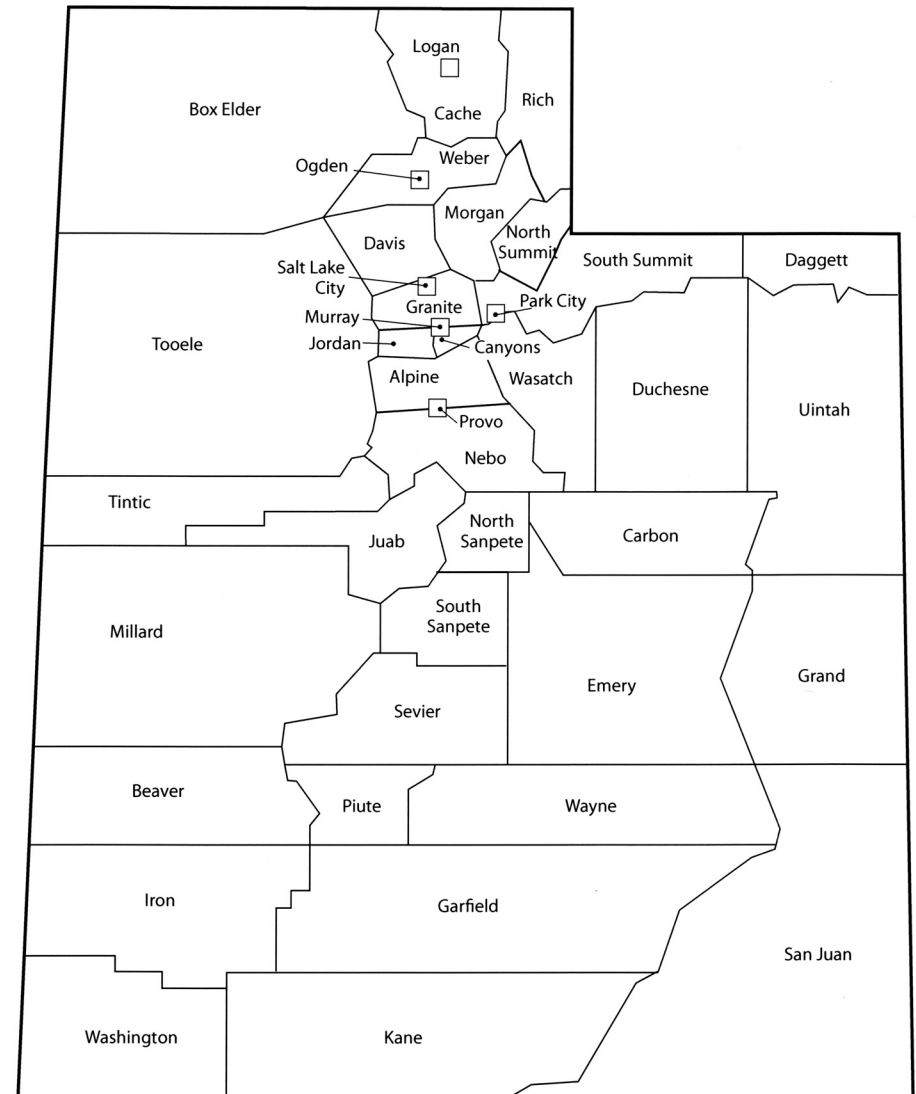 Logan
Rich
Box Elder
Cache
Weber
Ogden
Morgan
North
Summit
Davis
South Summit
Daggett
Salt Lake
City
Park City
Granite
Murray
Tooele
Jordan
Canyons
Alpine
Wasatch
Duchesne
Uintah
Provo
Nebo
Tintic
North
Sanpete
Juab
Carbon
South
Sanpete
Millard
Grand
Emery
Sevier
Beaver
Piute
Wayne
Iron
Garfield
San Juan
Washington
Kane